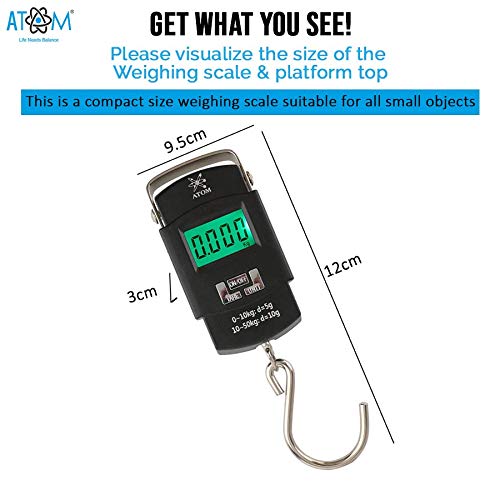 ATOM®
Life Needs Balance
GET WHAT YOU SEE!
Please visualize the size of the
Weighing scale & platform top
This is a compact size weighing scale suitable for all small objects
9.5cm
ATOM
0.000
Kg
12cm
3cm
ON-OFF
TARE UNIT
0-10kg: d=5g
10-50kg: d=10g